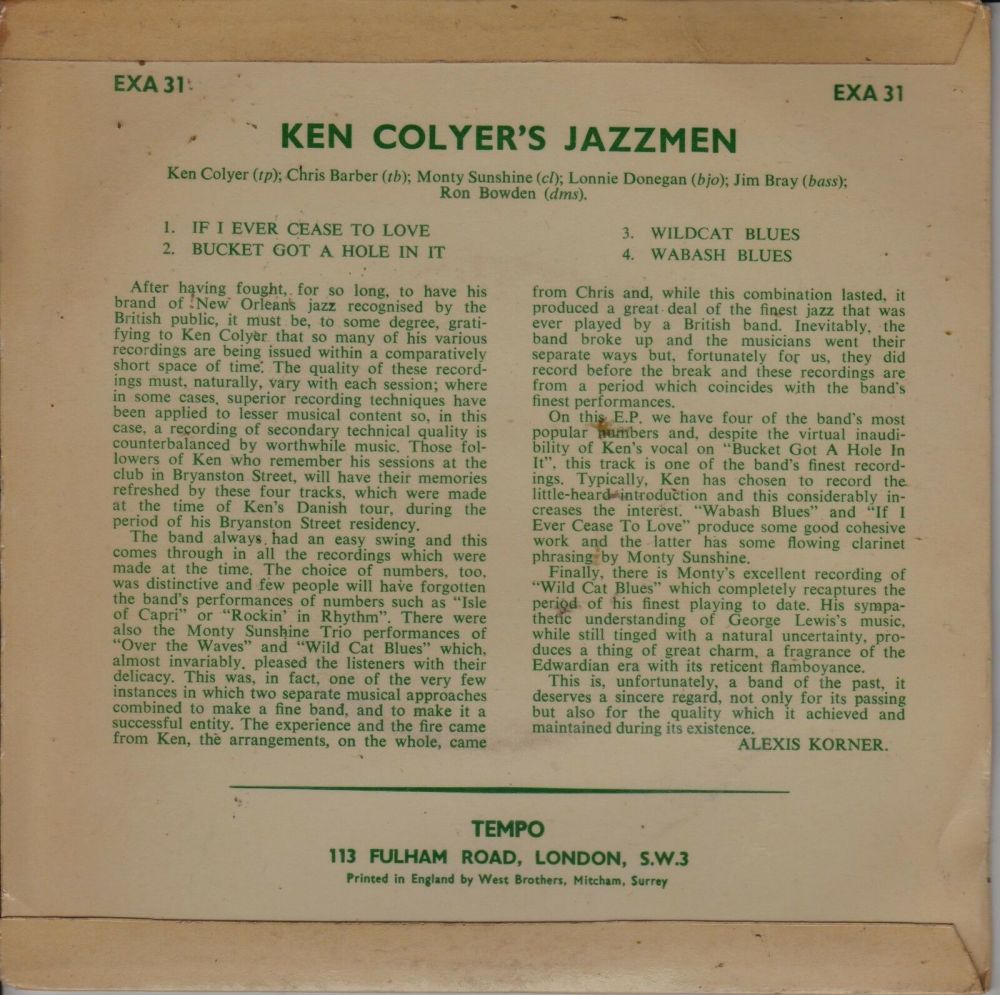 EXA 31
EXA 31
KEN COLYER'S JAZZMEN
Ken Colyer (tp); Chris Barber (tb); Monty Sunshine (cl); Lonnie Donegan (bjo); Jim Bray (bass);
Ron Bowden (dms).
1. IF I EVER CEASE TO LOVE
2. BUCKET GOT A HOLE IN IT
3. WILDCAT BLUES
4. WABASH BLUES
After having fought, for so long, to have his
brand of New Orleans jazz recognised by the
British public, it must be, to some degree, grati-
fying to Ken Colyer that so many of his various
recordings are being issued within a comparatively
short space of time. The quality of these record-
ings must, naturally, vary with each session; where
in some cases, superior recording techniques have
been applied to lesser musical content so, in this
case, a recording of secondary technical quality is
counterbalanced by worthwhile music. Those fol-
lowers of Ken who remember his sessions at the
club in Bryanston Street, will have their memories
refreshed by these four tracks, which were made
at the time of Ken's Danish tour, during the
period of his Bryanston Street residency.
The band always had an easy swing and this
comes through in all the recordings which were
made at the time. The choice of numbers, too,
was distinctive and few people will have forgotten
the band's performances of numbers such as "Isle
of Capri" or "Rockin' in Rhythm". There were
also the Monty Sunshine Trio performances of
"Over the Waves" and "Wild Cat Blues" which,
almost invariably, pleased the listeners with their
delicacy. This was, in fact, one of the very few
instances in which two separate musical approaches
combined to make a fine band, and to make it a
successful entity. The experience and the fire came
from Ken, the arrangements, on the whole, came
from Chris and, while this combination lasted, it
produced a great deal of the finest jazz that was
ever played by a British band. Inevitably, the
band broke up and the musicians went their
separate ways but, fortunately for us, they did
record before the break and these recordings are
from a period which coincides with the band's
finest performances.
On this E.P. we have four of the band's most
popular numbers and, despite the virtual inaudi-
bility of Ken's vocal on "Bucket Got A Hole In
It", this track is one of the band's finest record-
ings. Typically, Ken has chosen to record the
little-heard introduction and this considerably in-
creases the interest. "Wabash Blues" and "If I
Ever Cease To Love" produce some good cohesive
work and the latter has some flowing clarinet
phrasing by Monty Sunshine.
Finally, there is Monty's excellent recording of
"Wild Cat Blues" which completely recaptures the
period of his finest playing to date. His sympa-
thetic understanding of George Lewis's music,
while still tinged with a natural uncertainty, pro-
duces a thing of great charm, a fragrance of the
Edwardian era with its reticent flamboyance.
This is, unfortunately, a band of the past, it
deserves a sincere regard, not only for its passing
but also for the quality which it achieved and
maintained during its existence.
ALEXIS KORNER.
TEMPO
113 FULHAM ROAD, LONDON, S.W.3
Printed in England by West Brothers, Mitcham, Surrey